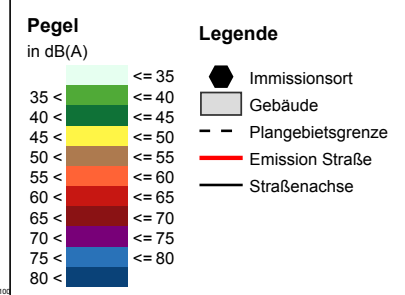 Pegel
in dB(A)
<= 35
35 < <= 40
40 < <= 45
45 < <= 50
50 < <= 55
55 < <= 60
60 < <= 65
65 < <= 70
70 < <= 75
75 < <= 80
80 <
Legende
Immissionsort
Gebäude
Plangebietsgrenze
Emission Straße
Straßenachse
100